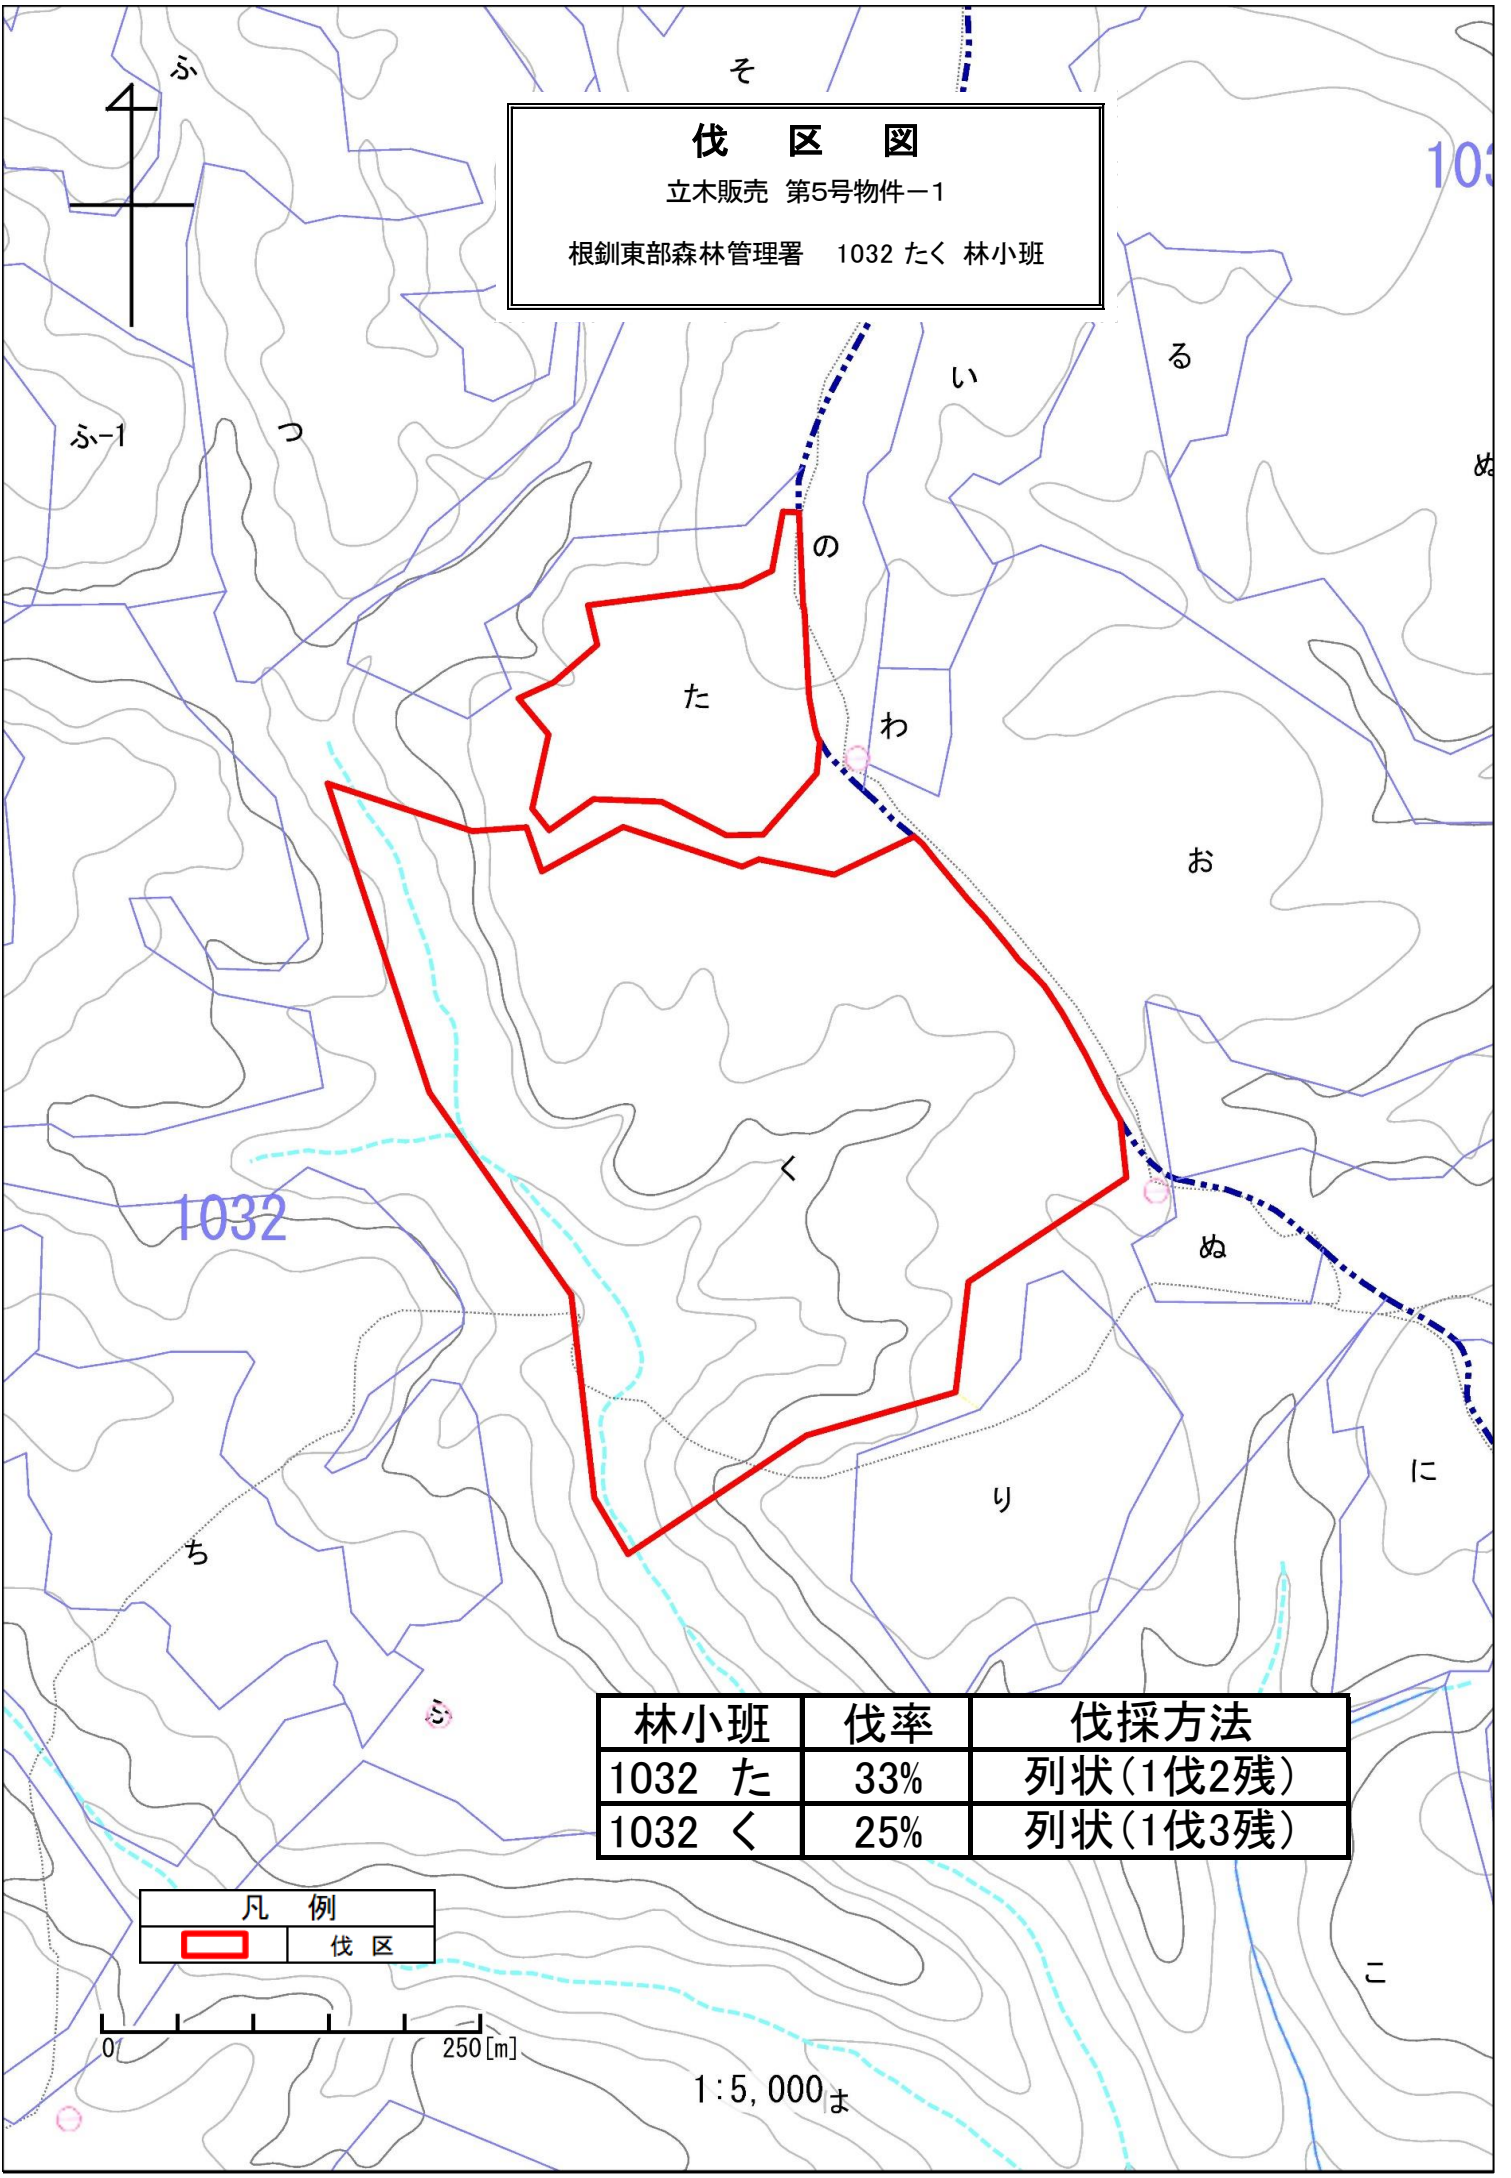 ふ
そ
伐 区 図
立木販売 第5号物件－1
根釧東部森林管理署 1032 たく 林小班
い
る
ふ-1
つ
ぬ
の
た
わ
お
く
1032
ぬ
に
り
ち
ふ
林小班 伐率 伐採方法
1032 た 33% 列状(1伐2残)
1032 く 25% 列状(1伐3残)
凡 例
伐 区
こ
0 250[m]
1:5,000
は